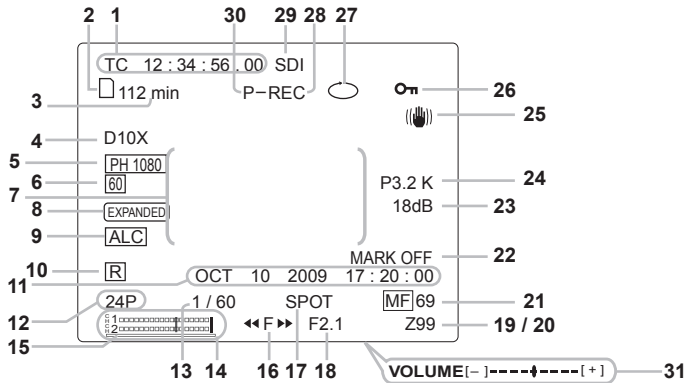 2 1 30 29 28 27
TC 12 : 34 : 56 . 00 SDI
3 112 min P-REC 26
25
4 D10X
5 PH 1080
6 60 P3.2 K 24
7
8 EXPANDED 18dB 23
9 ALC
MARK OFF 22
10 R
11 OCT 10 2009 17 : 20 : 00
12 24P 1 / 60 SPOT MF 69 21
15 CH 1 2 F F2.1 Z99 19 / 20
13 14 16 17 18
VOLUME [ – ] [ + ] 31